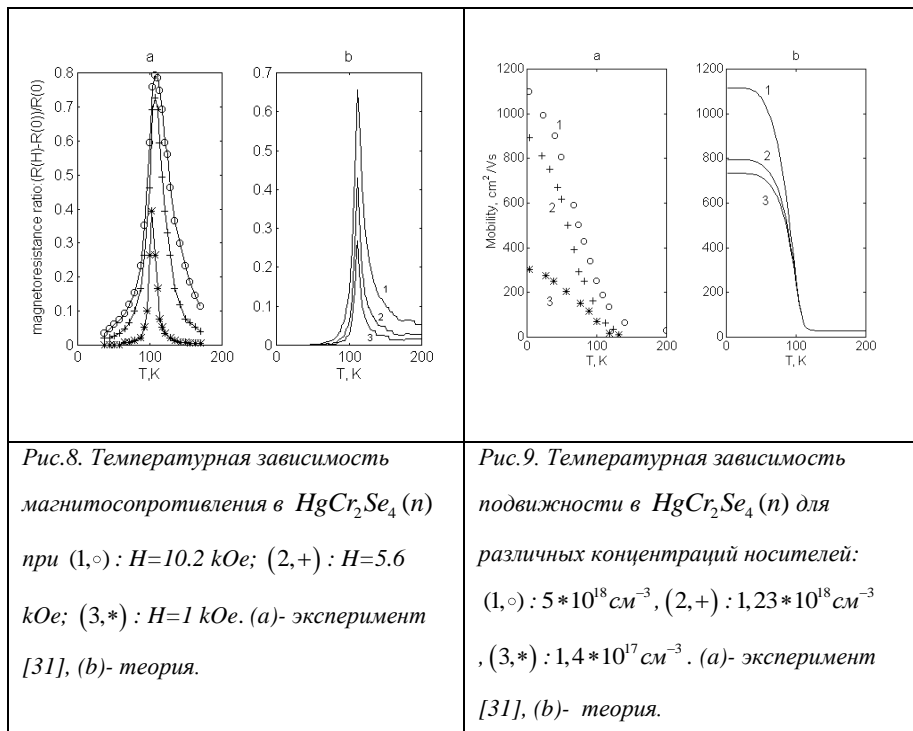 a
b
magnetoresistance ratio:(R(H)-R(0))/R(0)
0.8
0.7
0.6
0.5
0.4
0.3
0.2
0.1
0
0 100 200
T,K
0.7
0.6
0.5
0.4
0.3
0.2
0.1
0
1
2
3
0 100 200
T, K
a
b
Mobility, cm²/Vs
1200
1000
800
600
400
200
0
1
2
3
0 100 200
T, K
1200
1000
800
600
400
200
0
1
2
3
0 100 200
T, K
Рис.8. Температурная зависимость
магнитосопротивления в HgCr₂Se₄ (n)
при (1,○) : H=10.2 kOe; (2,+) : H=5.6
kOe; (3,*) : H=1 kOe. (a)- эксперимент
[31], (b)- теория.
Рис.9. Температурная зависимость
подвижности в HgCr₂Se₄ (n) для
различных концентраций носителей:
(1,○) : 5*10¹⁸ см⁻³, (2,+) : 1,23*10¹⁸ см⁻³
, (3,*) : 1,4*10¹⁷ см⁻³ . (a)- эксперимент
[31], (b)- теория.